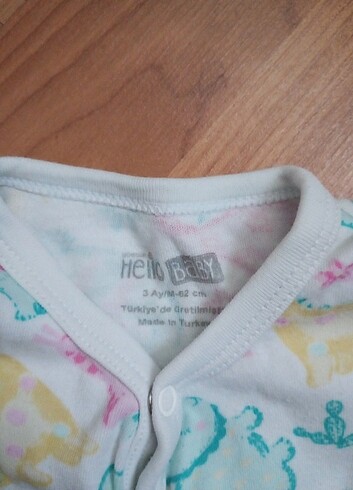 Hello BABY
3 Ay/M-62 cm
Türkiye'de üretilmiştir
Made in Turkey